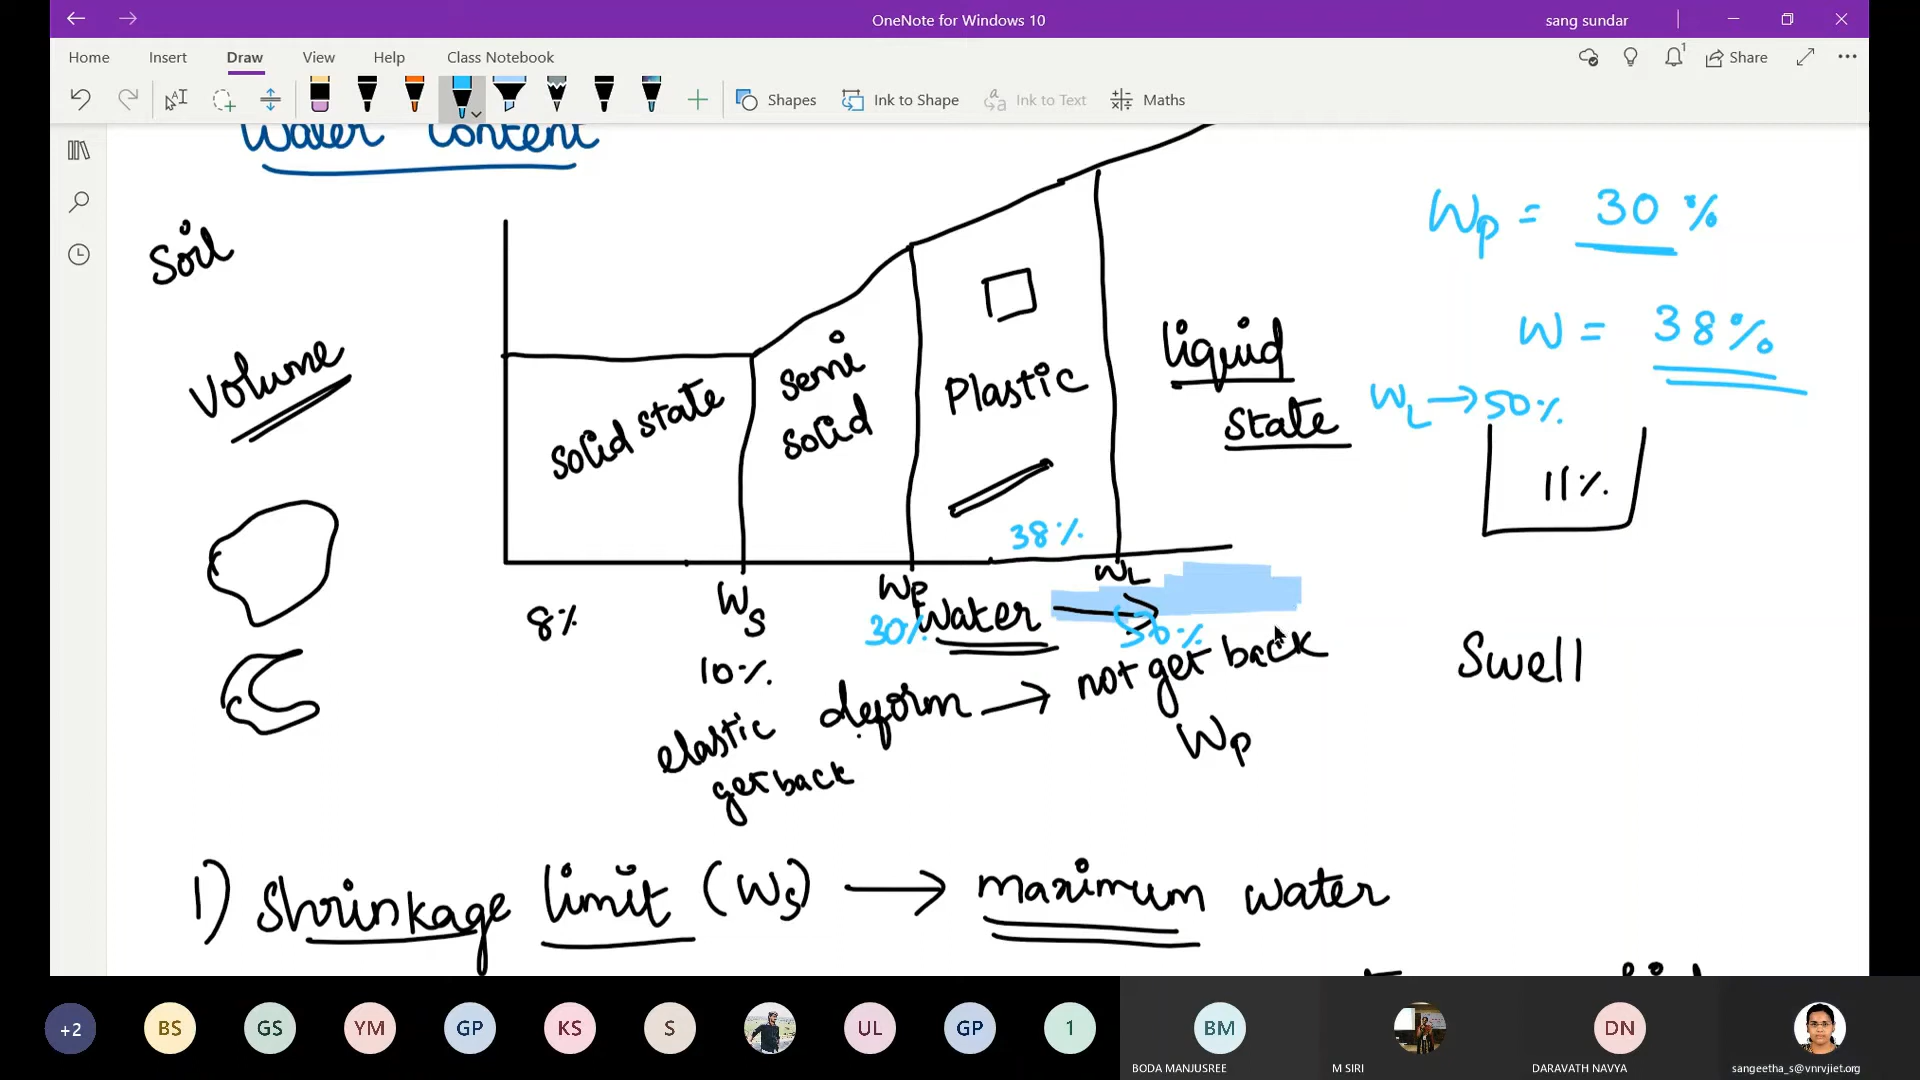 OneNote for Windows 10
sang sundar
Home Insert Draw View Help Class Notebook
1
Share
Shapes Ink to Shape Ink to Text Maths
Water Content
Soil
Volume
Solid state
Semi
Solid
Plastic
Liquid
State
Wp = 30 %
W = 38%
WL → 50%
11%
38%
WS
WP
WL
8%
30%
Water →
50%
10%
Swell
elastic
get back
deform → not get back
Wp
1) Shrinkage limit (WS) → maximum water
+2
BS
GS
YM
GP
KS
S
UL
GP
1
BM
DN
BODA MANJUSREE
M SIRI
DARAVATH NAVYA
sangeetha_s@vnrvjiet.org